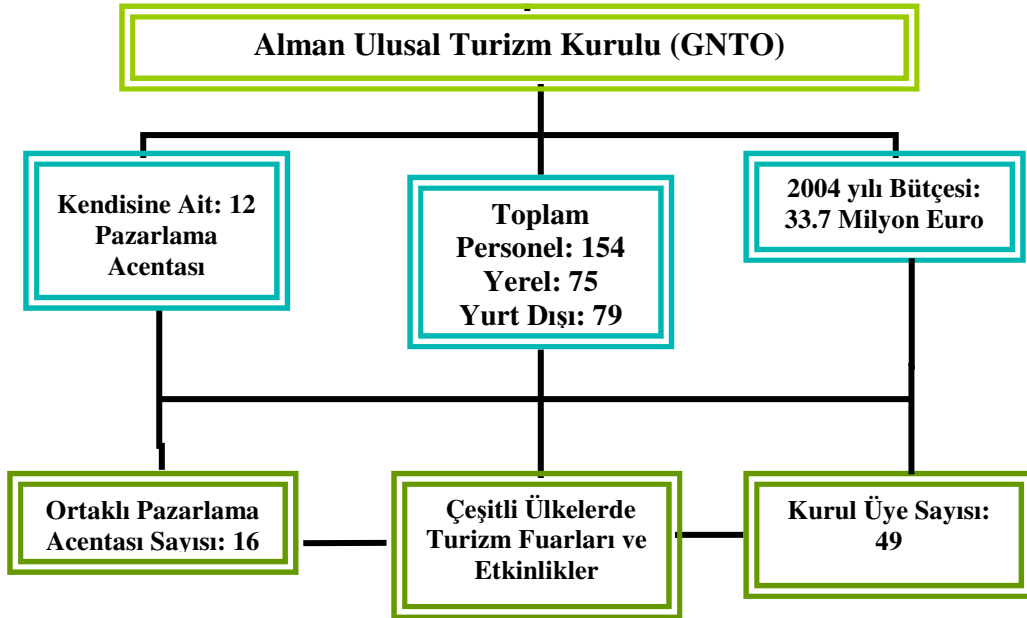 Alman Ulusal Turizm Kurulu (GNTO)
Kendisine Ait: 12
Pazarlama
Acentası
Toplam
Personel: 154
Yerel: 75
Yurt Dışı: 79
2004 yılı Bütçesi:
33.7 Milyon Euro
Ortaklı Pazarlama
Acentası Sayısı: 16
Çeşitli Ülkelerde
Turizm Fuarları ve
Etkinlikler
Kurul Üye Sayısı:
49